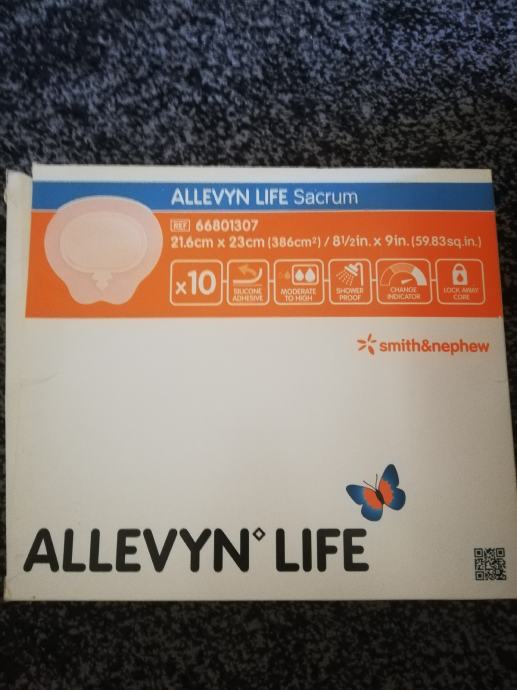 ALLEVYN LIFE Sacrum
REF 66801307
21.6cm x 23cm (386cm²) / 8½in. x 9in. (59.83sq.in.)
x10
SILICONE
ADHESIVE
MODERATE
TO HIGH
SHOWER
PROOF
CHANGE
INDICATOR
LOCK AWAY
CORE
smith&nephew
ALLEVYN◊ LIFE